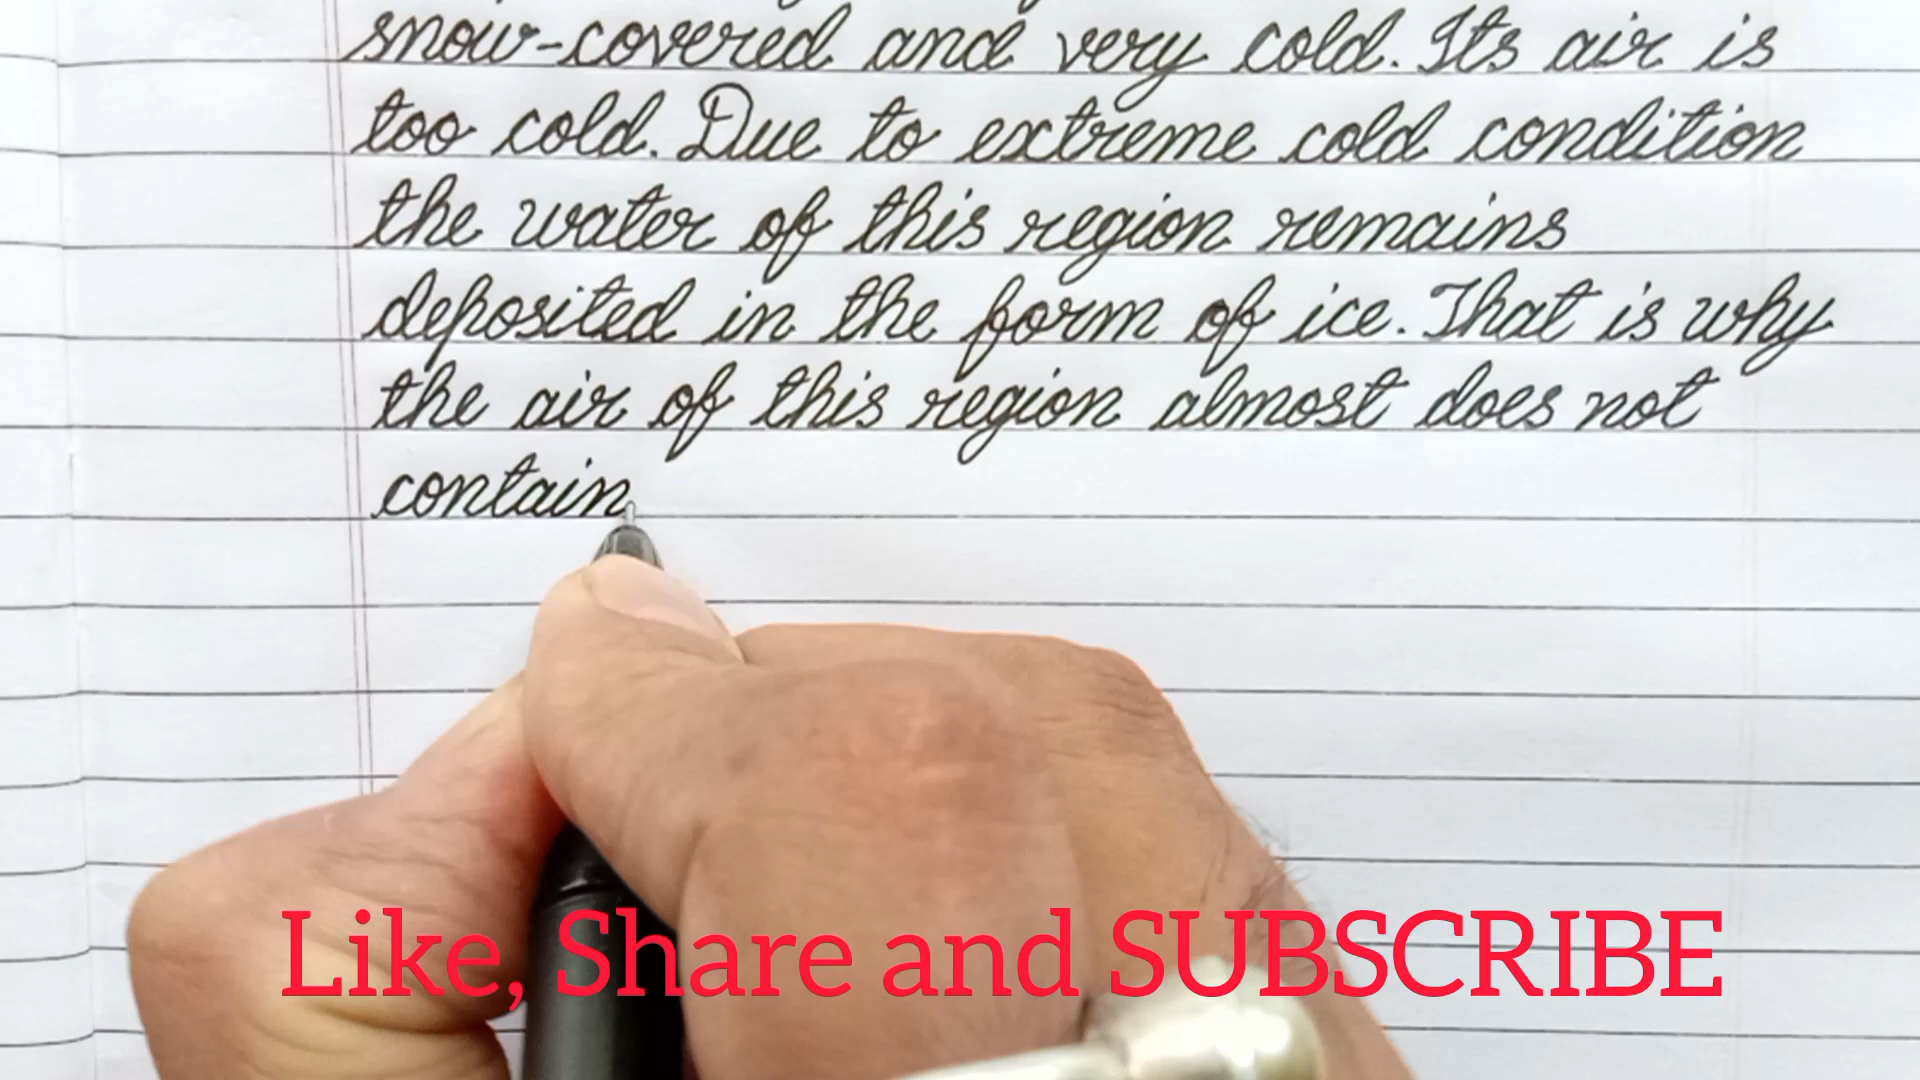 snow-covered and very cold. Its air is
too cold. Due to extreme cold condition
the water of this region remains
deposited in the form of ice. That is why
the air of this region almost does not
contain
Like, Share and SUBSCRIBE